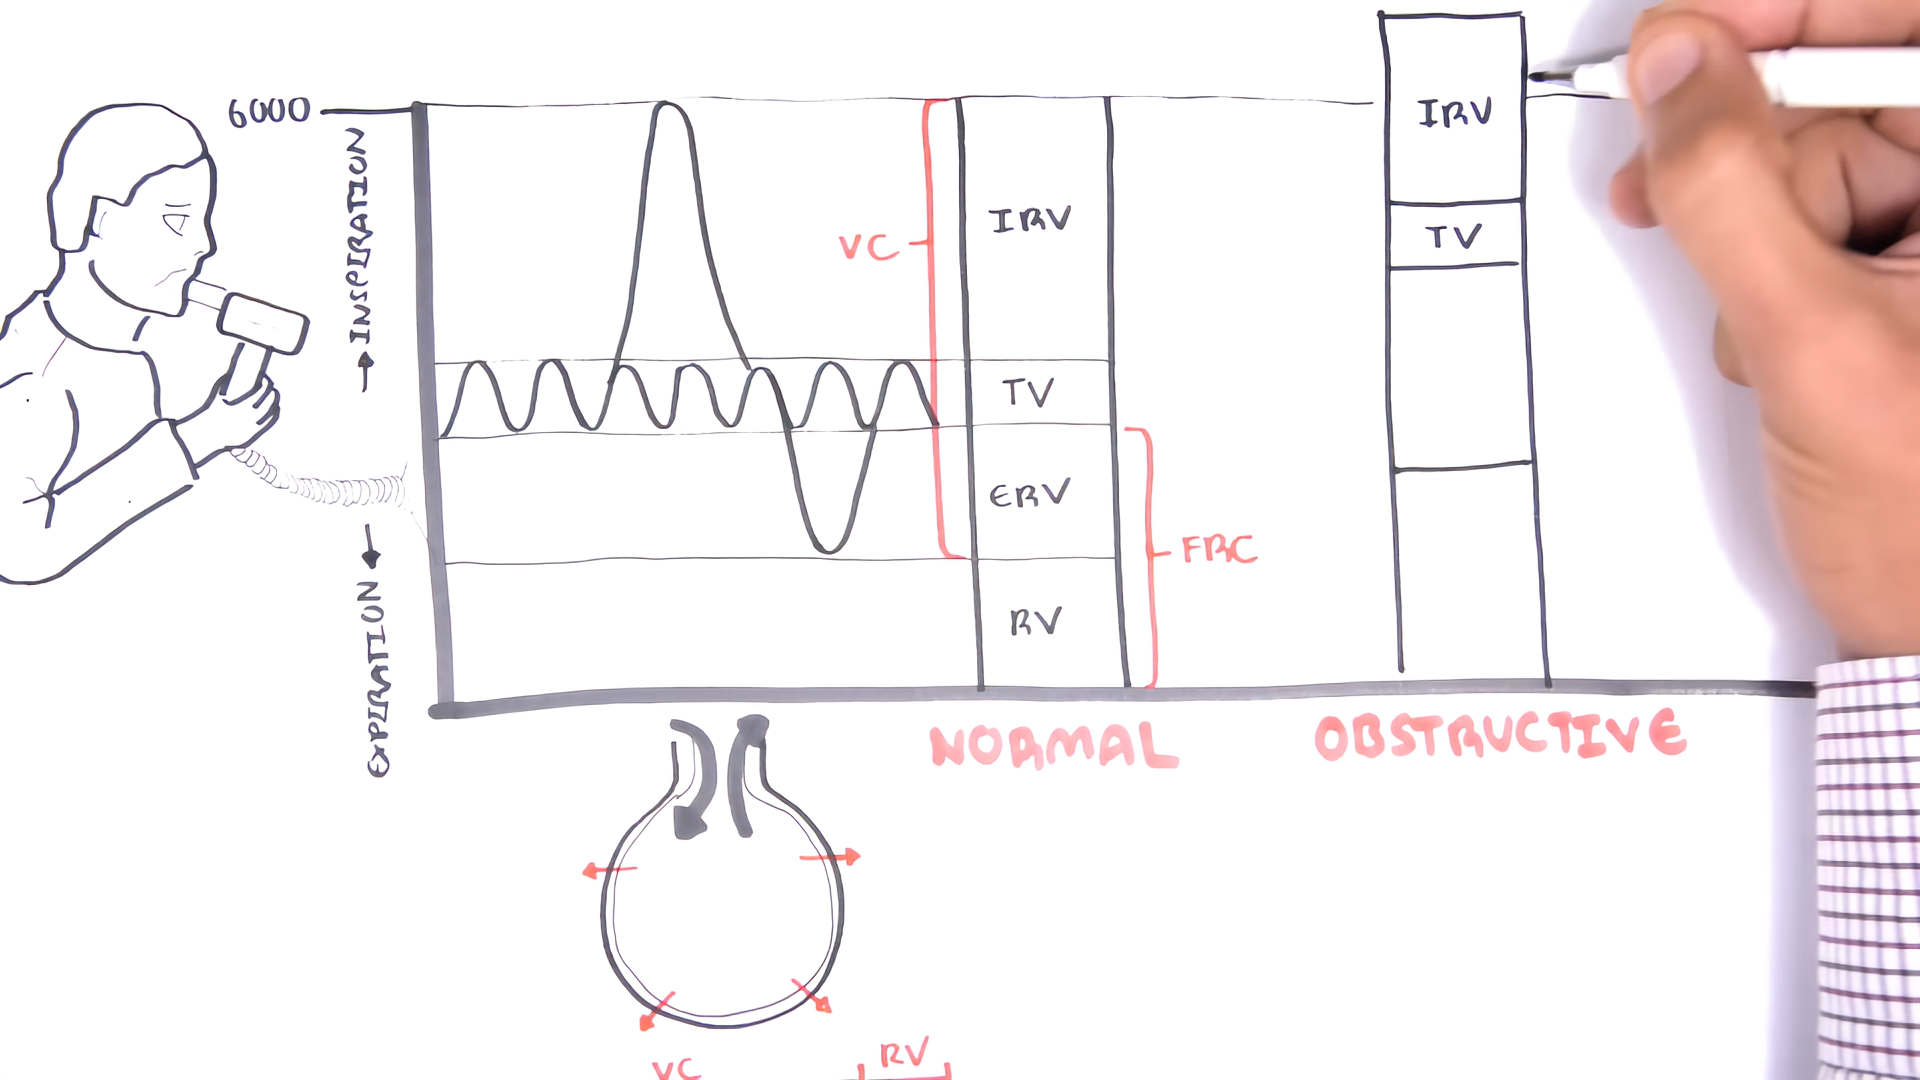 6000
INSPIRATION
EXPIRATION
VC
IRV
TV
ERV
RV
FRC
IRV
TV
NORMAL
OBSTRUCTIVE
VC
RV